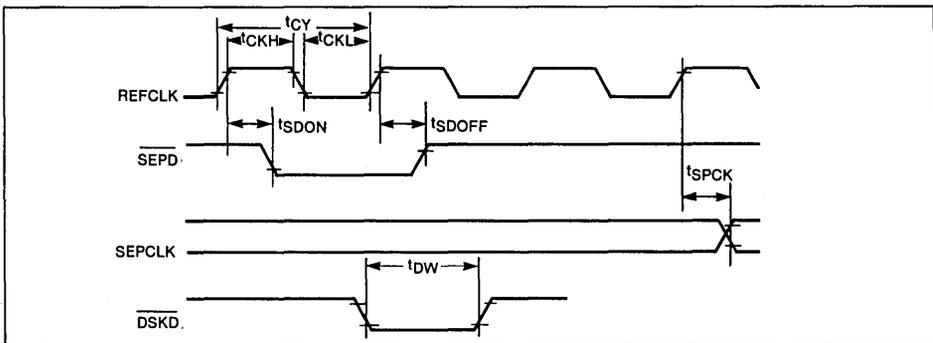 tCY
tCKH tCKL
REFCLK
tSDON tSDOFF
SEPD
tSPCK
SEPCLK
tDW
DSKD